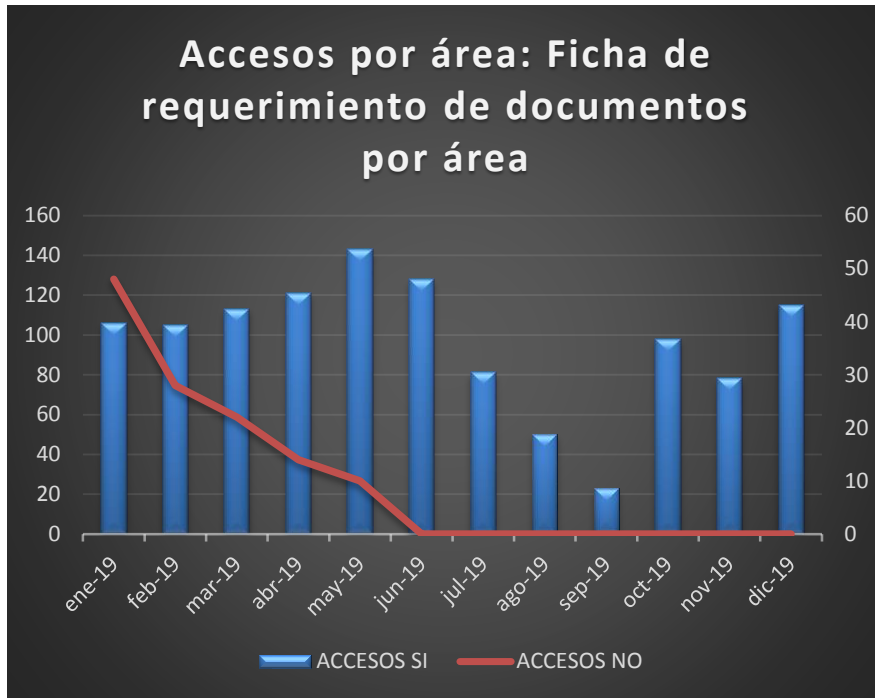 Accesos por área: Ficha de
requerimiento de documentos
por área
160
140
120
100
80
60
40
20
0
60
50
40
30
20
10
0
ene-19
feb-19
mar-19
abr-19
may-19
jun-19
jul-19
ago-19
sep-19
oct-19
nov-19
dic-19
ACCESOS SI
ACCESOS NO